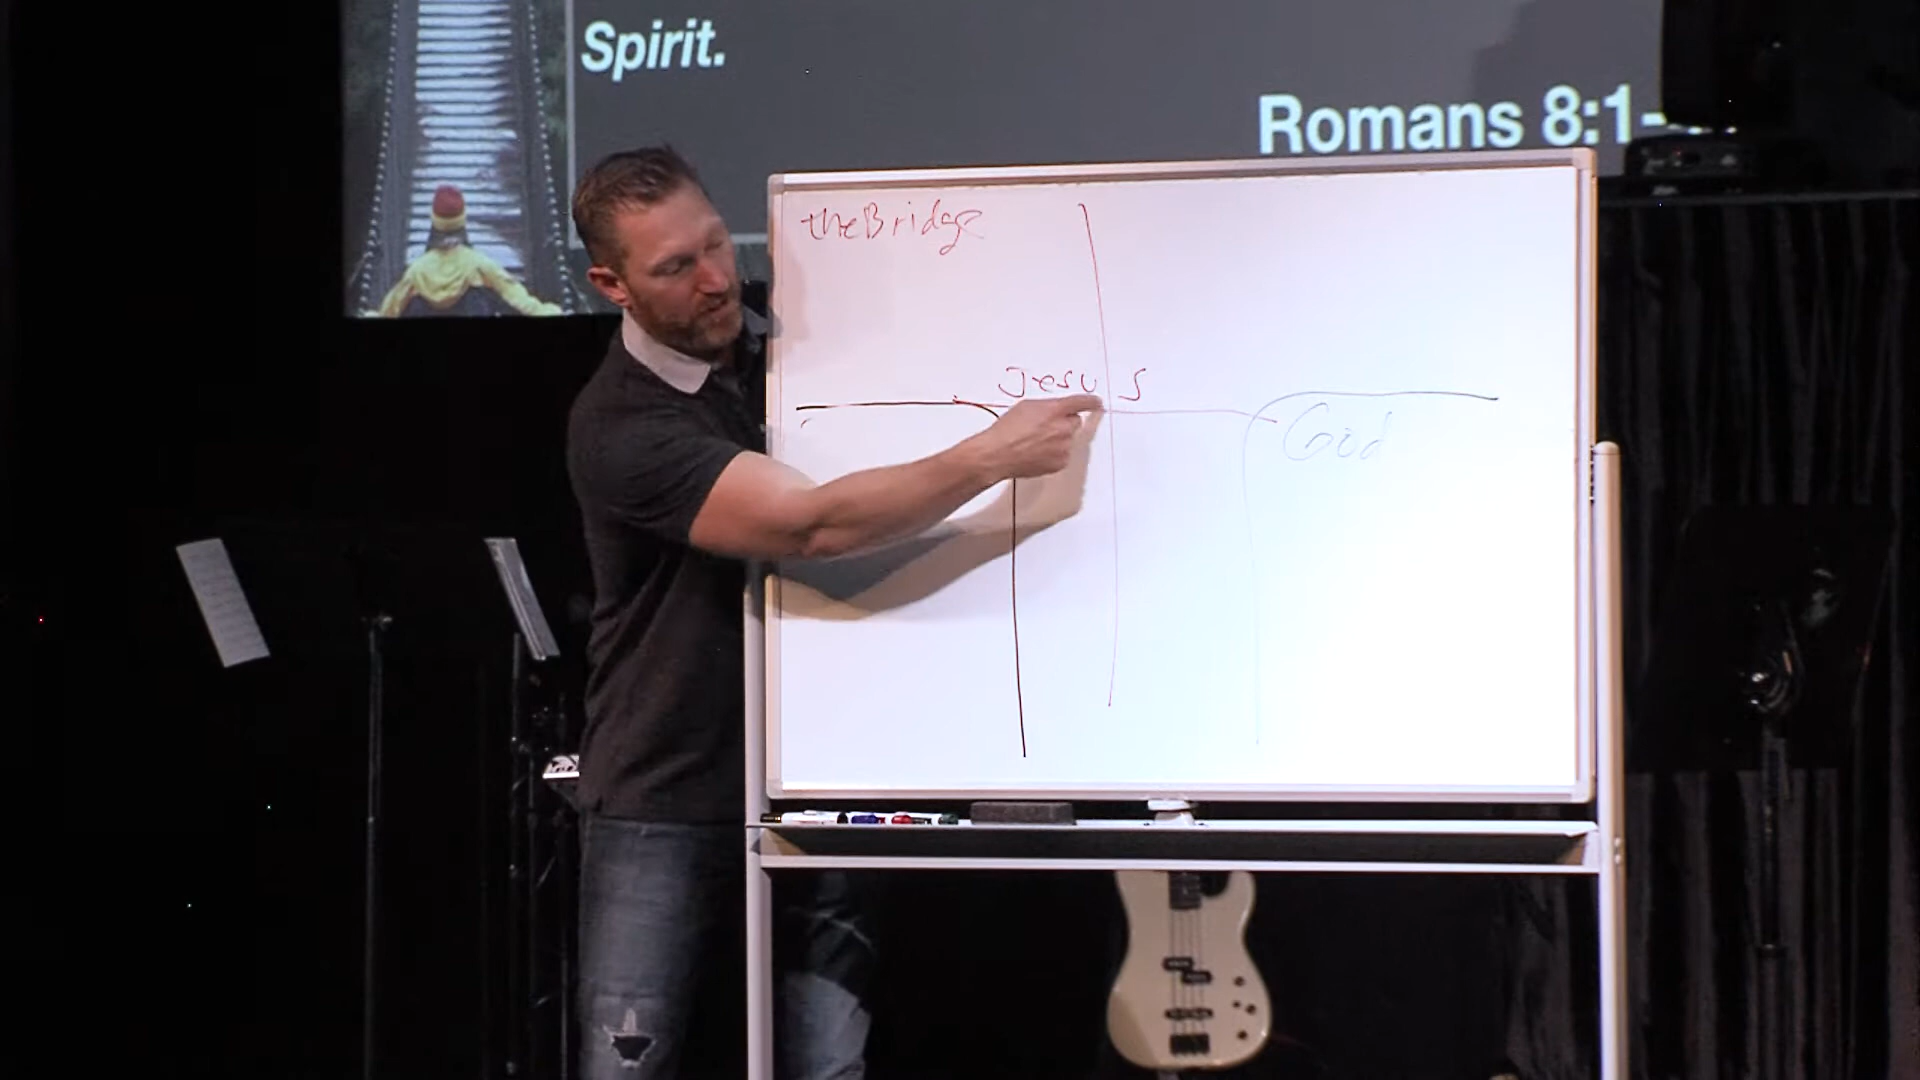 Spirit.
Romans 8:1-
theBridge
Jesus
God